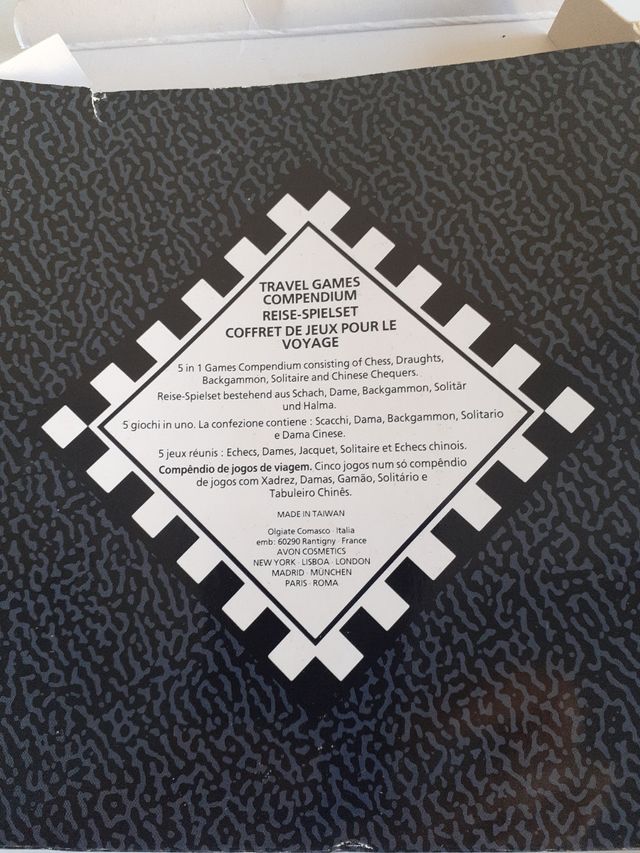 TRAVEL GAMES
COMPENDIUM
REISE-SPIELSET
COFFRET DE JEUX POUR LE
VOYAGE
5 in 1 Games Compendium consisting of Chess, Draughts,
Backgammon, Solitaire and Chinese Chequers.
Reise-Spielset bestehend aus Schach, Dame, Backgammon, Solitär
und Halma.
5 giochi in uno. La confezione contiene : Scacchi, Dama, Backgammon, Solitario
e Dama Cinese.
5 jeux réunis : Echecs, Dames, Jacquet, Solitaire et Echecs chinois.
Compêndio de jogos de viagem. Cinco jogos num só compêndio
de jogos com Xadrez, Damas, Gamão, Solitário e
Tabuleiro Chinês.
MADE IN TAIWAN
Olgiate Comasco · Italia
emb: 60290 Rantigny · France
AVON COSMETICS
NEW YORK · LISBOA · LONDON
MADRID · MÜNCHEN
PARIS · ROMA